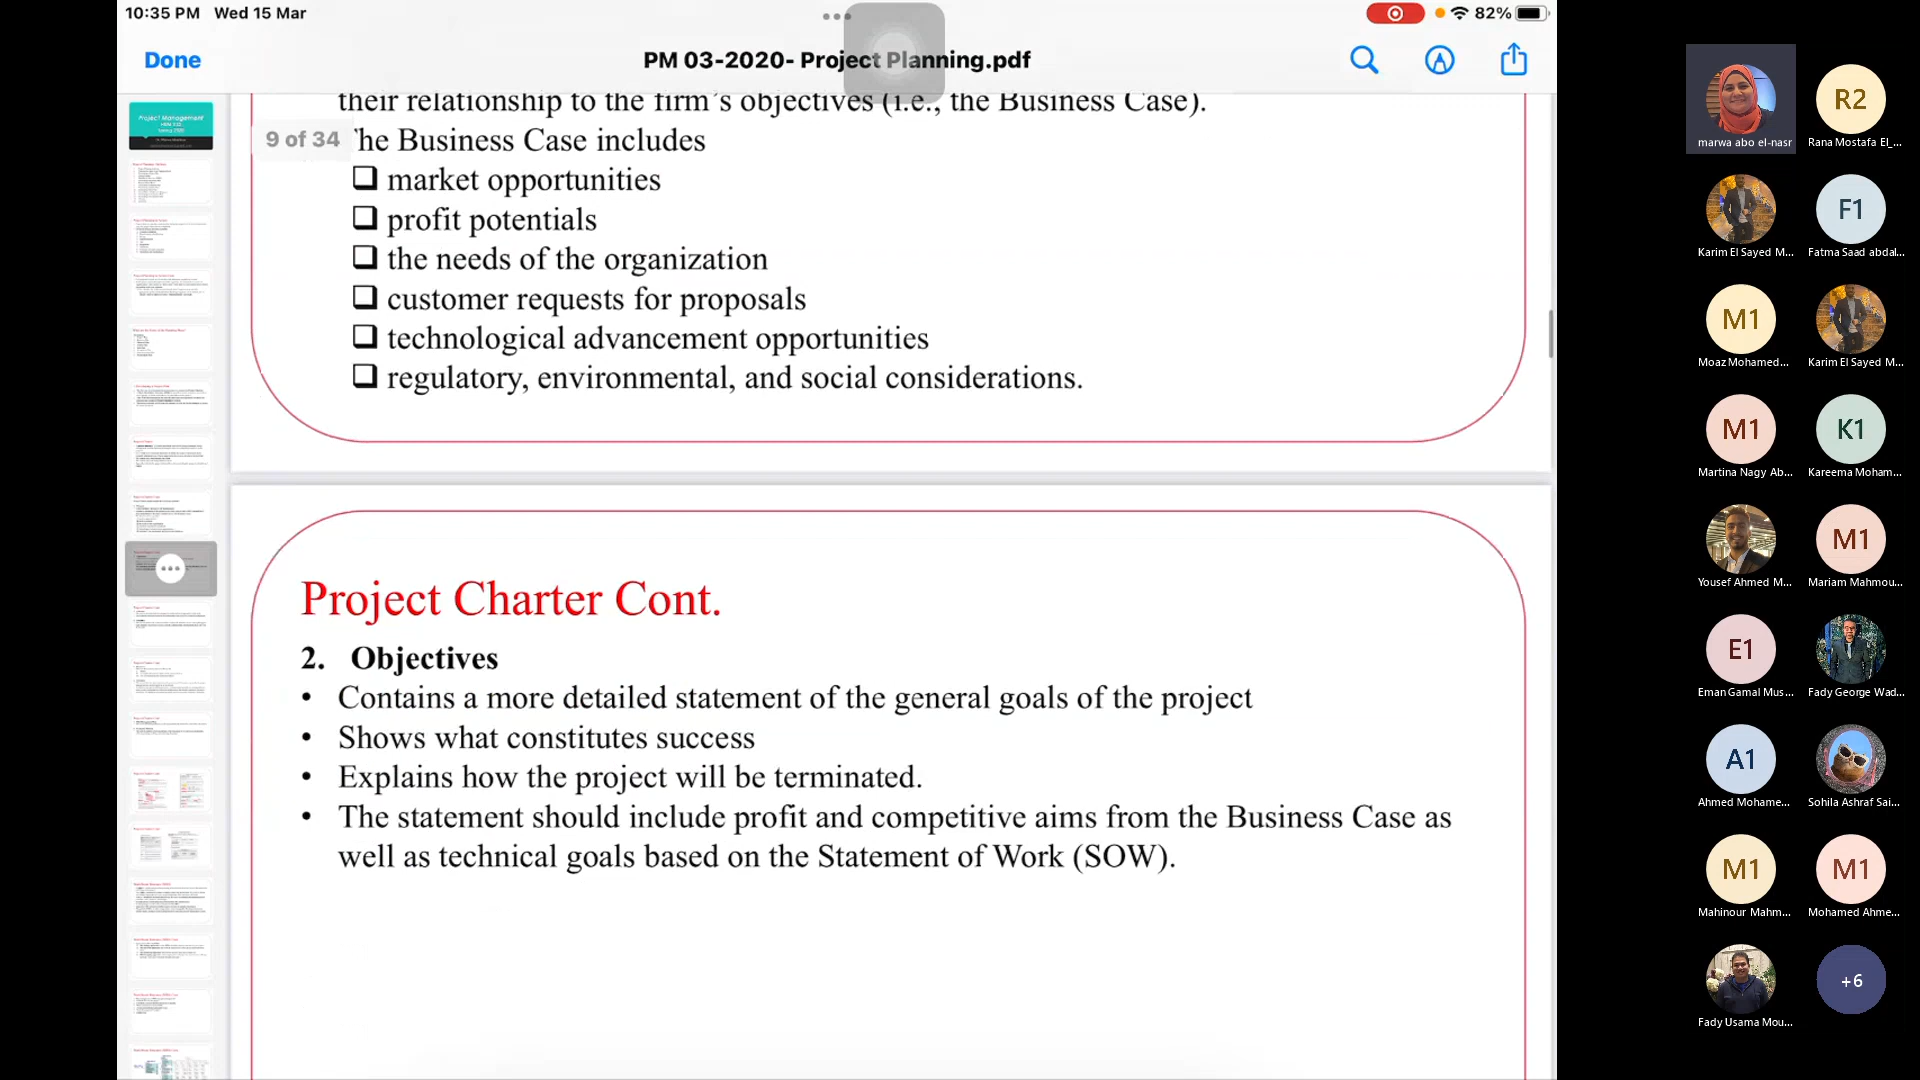 10:35 PM Wed 15 Mar
82%
Done
PM 03-2020- Project Planning.pdf
9 of 34
Project Management
their relationship to the firm's objectives (i.e., the Business Case).
he Business Case includes
❑ market opportunities
❑ profit potentials
❑ the needs of the organization
❑ customer requests for proposals
❑ technological advancement opportunities
❑ regulatory, environmental, and social considerations.
Project Charter Cont.
2. Objectives
• Contains a more detailed statement of the general goals of the project
• Shows what constitutes success
• Explains how the project will be terminated.
• The statement should include profit and competitive aims from the Business Case as
well as technical goals based on the Statement of Work (SOW).
marwa abo el-nasr
R2
Rana Mostafa El_...
Karim El Sayed M...
F1
Fatma Saad abdal...
M1
Moaz Mohamed...
Karim El Sayed M...
M1
Martina Nagy Ab...
K1
Kareema Moham...
Yousef Ahmed M...
M1
Mariam Mahmou...
E1
Eman Gamal Mus...
Fady George Wad...
A1
Ahmed Mohame...
Sohila Ashraf Sai...
M1
Mahinour Mahm...
M1
Mohamed Ahme...
Fady Usama Mou...
+6